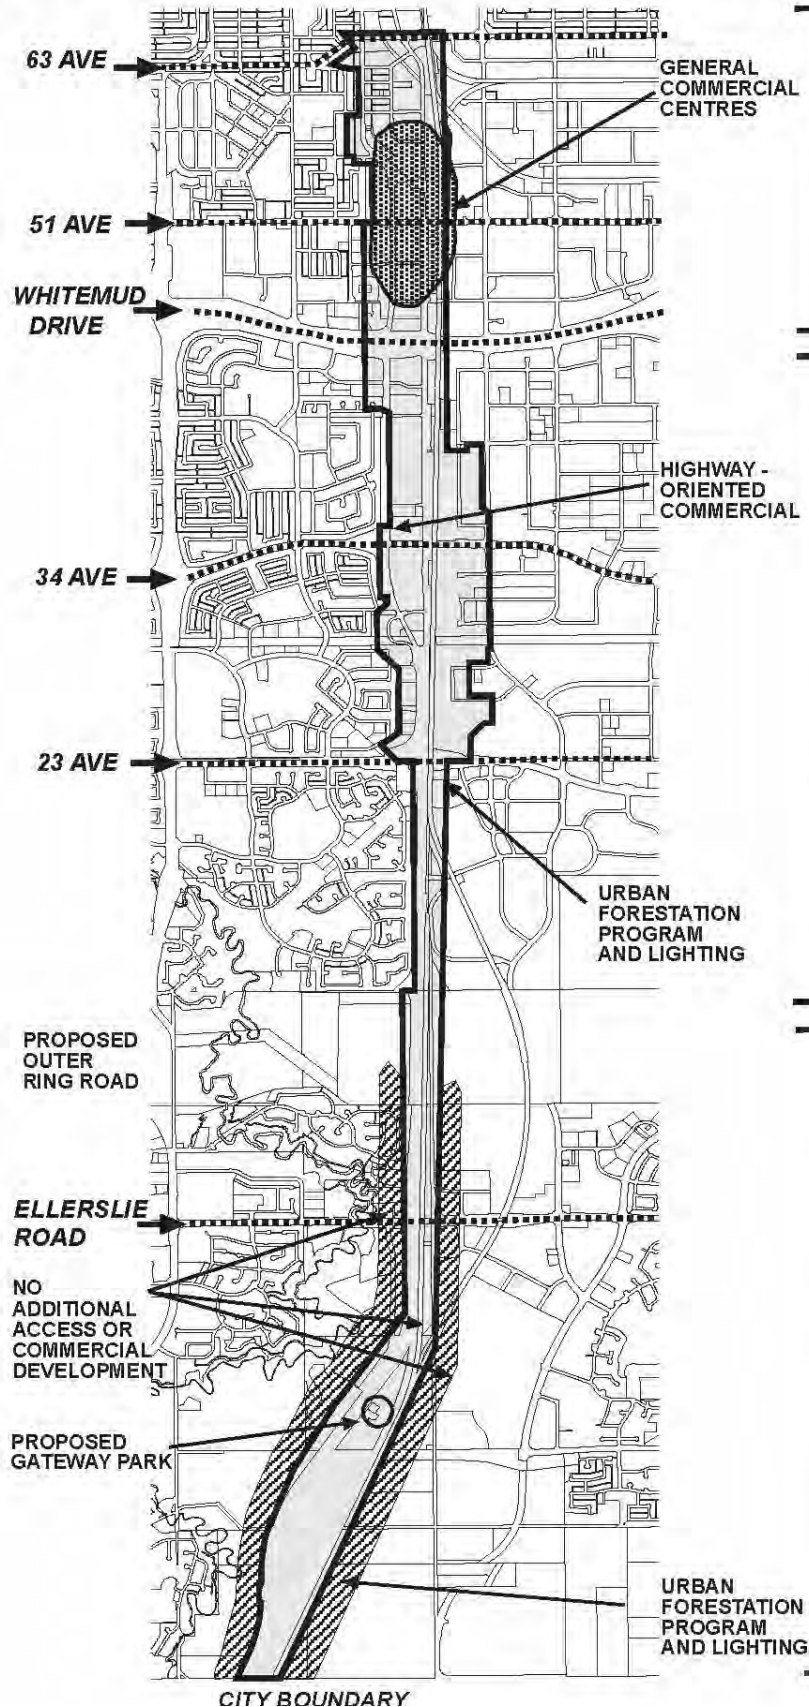 63 AVE
GENERAL
COMMERCIAL
CENTRES
51 AVE
WHITEMUD
DRIVE
HIGHWAY -
ORIENTED
COMMERCIAL
34 AVE
23 AVE
URBAN
FORESTATION
PROGRAM
AND LIGHTING
PROPOSED
OUTER
RING ROAD
ELLERSLIE
ROAD
NO
ADDITIONAL
ACCESS OR
COMMERCIAL
DEVELOPMENT
PROPOSED
GATEWAY PARK
URBAN
FORESTATION
PROGRAM
AND LIGHTING
CITY BOUNDARY